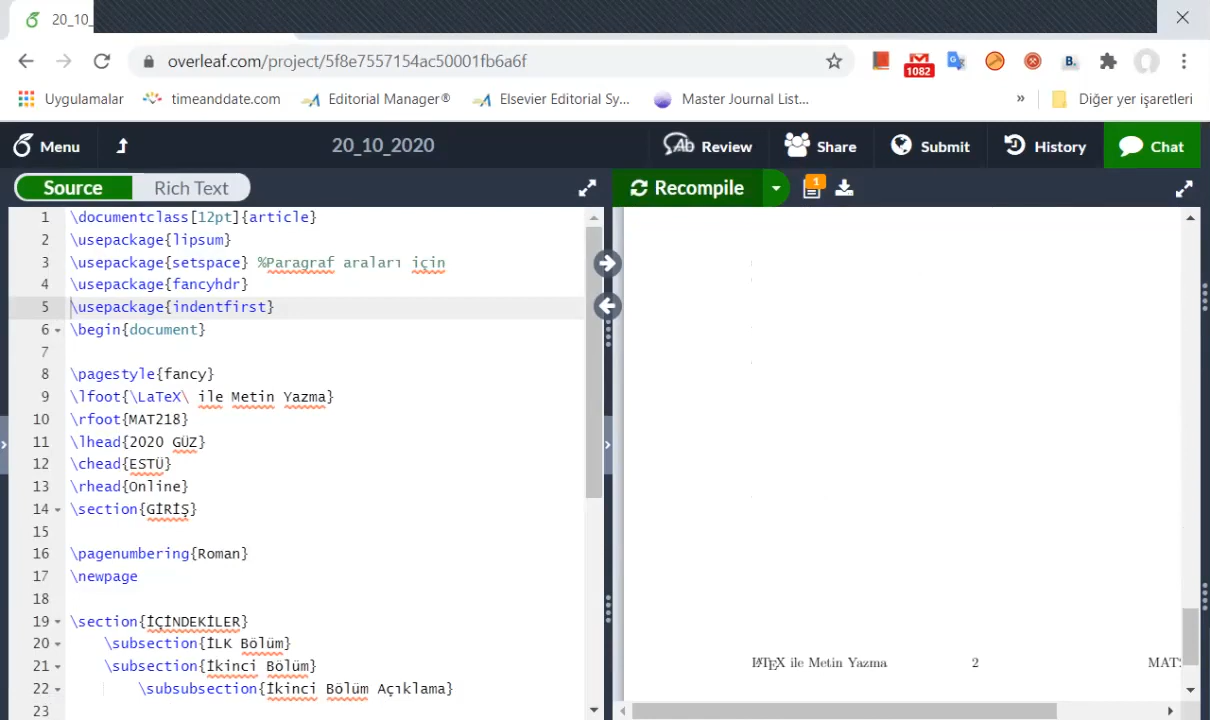 20_10_
overleaf.com/project/5f8e7557154ac50001fb6a6f
1082
B.
Uygulamalar
timeanddate.com
Editorial Manager®
Elsevier Editorial Sy...
Master Journal List...
»
Diğer yer işaretleri
Menu
20_10_2020
Review
Share
Submit
History
Chat
Source
Rich Text
Recompile
1
1 \documentclass[12pt]{article}
2 \usepackage{lipsum}
3 \usepackage{setspace} %Paragraf araları için
4 \usepackage{fancyhdr}
5 \usepackage{indentfirst}
6 \begin{document}
7
8 \pagestyle{fancy}
9 \lfoot{\LaTeX\ ile Metin Yazma}
10 \rfoot{MAT218}
11 \lhead{2020 GÜZ}
12 \chead{ESTÜ}
13 \rhead{Online}
14 \section{GİRİŞ}
15
16 \pagenumbering{Roman}
17 \newpage
18
19 \section{İÇİNDEKİLER}
20 \subsection{İLK Bölüm}
21 \subsection{İkinci Bölüm}
22 \subsubsection{İkinci Bölüm Açıklama}
23
LATEX ile Metin Yazma 2 MAT